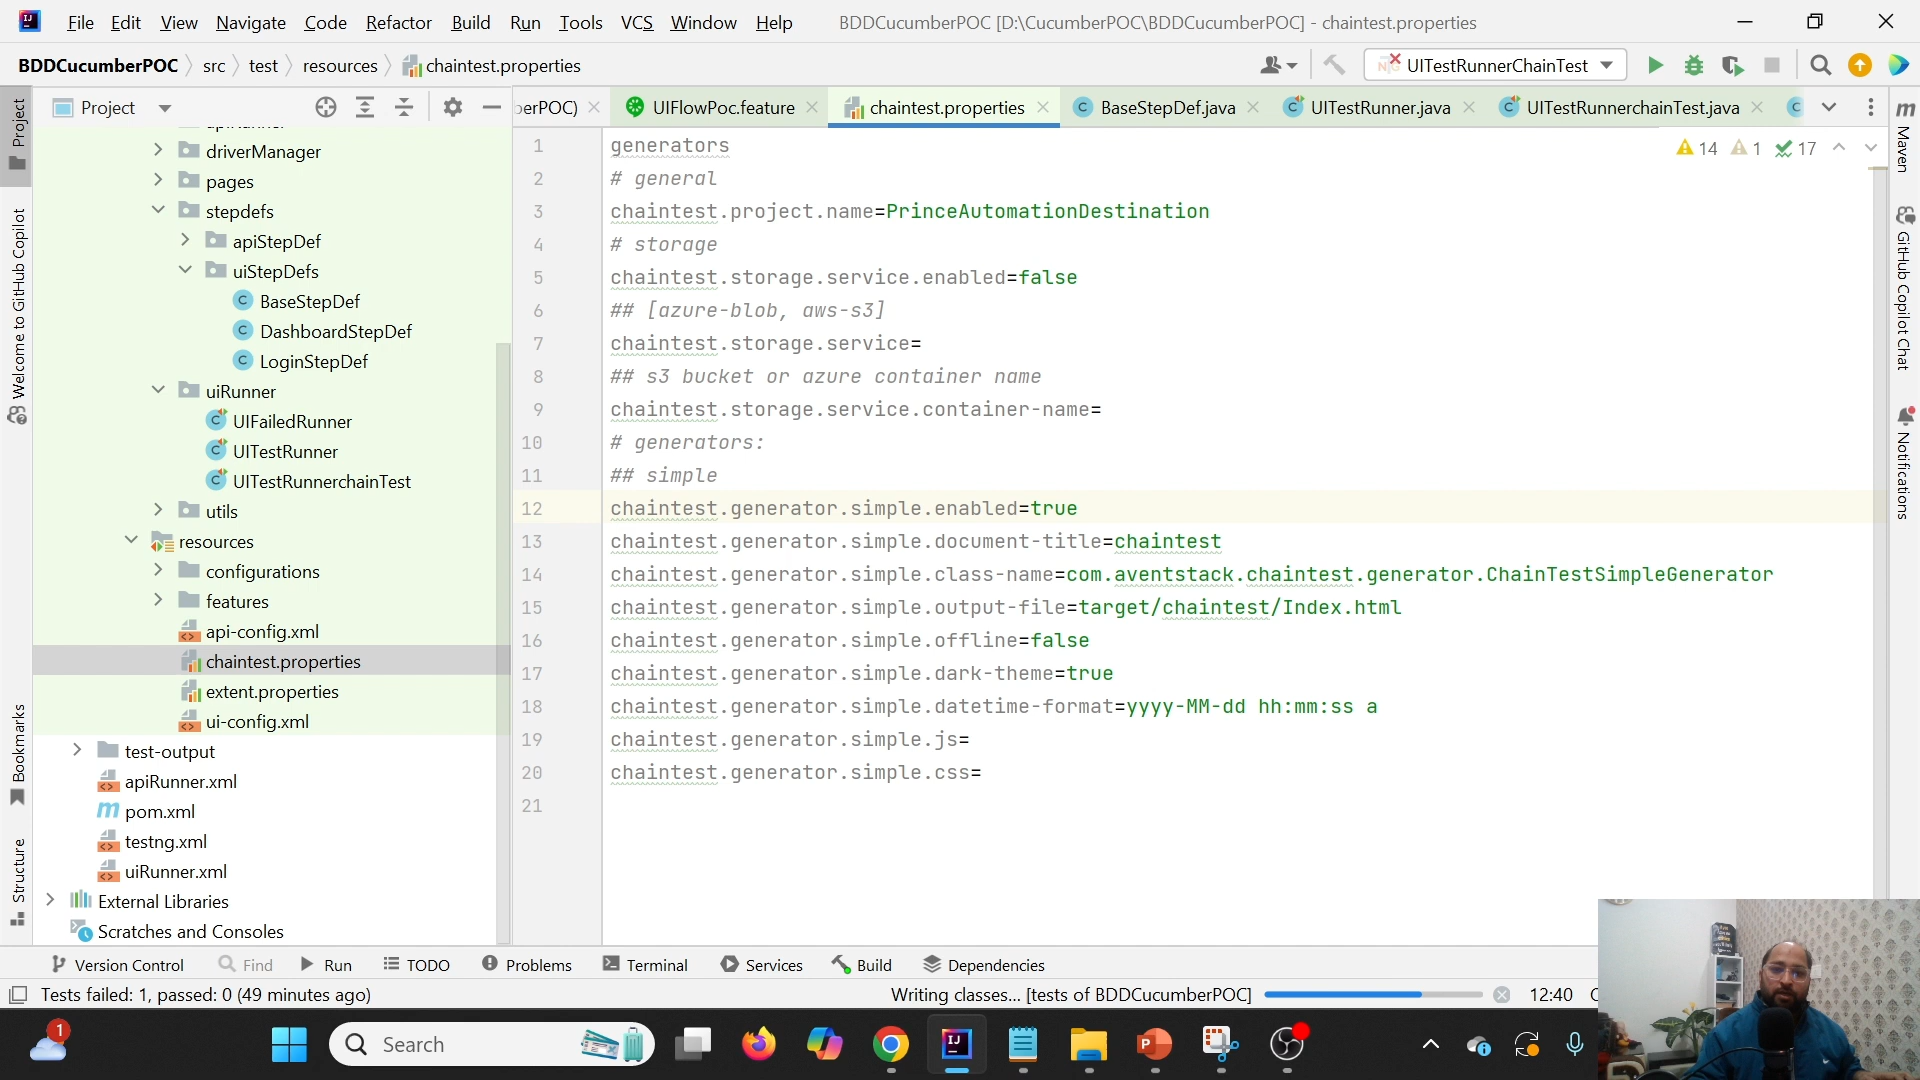 File Edit View Navigate Code Refactor Build Run Tools VCS Window Help BDDCucumberPOC [D:\CucumberPOC\BDDCucumberPOC] - chaintest.properties
BDDCucumberPOC src test resources chaintest.properties UITestRunnerChainTest
Project
berPOC) UIFlowPoc.feature chaintest.properties BaseStepDef.java UITestRunner.java UITestRunnerchainTest.java
driverManager
pages
stepdefs
apiStepDef
uiStepDefs
BaseStepDef
DashboardStepDef
LoginStepDef
uiRunner
UIFailedRunner
UITestRunner
UITestRunnerchainTest
utils
resources
configurations
features
api-config.xml
chaintest.properties
extent.properties
ui-config.xml
test-output
apiRunner.xml
pom.xml
testng.xml
uiRunner.xml
External Libraries
Scratches and Consoles
1 generators
2 # general
3 chaintest.project.name=PrinceAutomationDestination
4 # storage
5 chaintest.storage.service.enabled=false
6 ## [azure-blob, aws-s3]
7 chaintest.storage.service=
8 ## s3 bucket or azure container name
9 chaintest.storage.service.container-name=
10 # generators:
11 ## simple
12 chaintest.generator.simple.enabled=true
13 chaintest.generator.simple.document-title=chaintest
14 chaintest.generator.simple.class-name=com.aventstack.chaintest.generator.ChainTestSimpleGenerator
15 chaintest.generator.simple.output-file=target/chaintest/Index.html
16 chaintest.generator.simple.offline=false
17 chaintest.generator.simple.dark-theme=true
18 chaintest.generator.simple.datetime-format=yyyy-MM-dd hh:mm:ss a
19 chaintest.generator.simple.js=
20 chaintest.generator.simple.css=
21
14 1 17
Project
Welcome to GitHub Copilot
Bookmarks
Structure
Maven
GitHub Copilot Chat
Notifications
Version Control Find Run TODO Problems Terminal Services Build Dependencies
Tests failed: 1, passed: 0 (49 minutes ago) Writing classes... [tests of BDDCucumberPOC] 12:40
1 Search